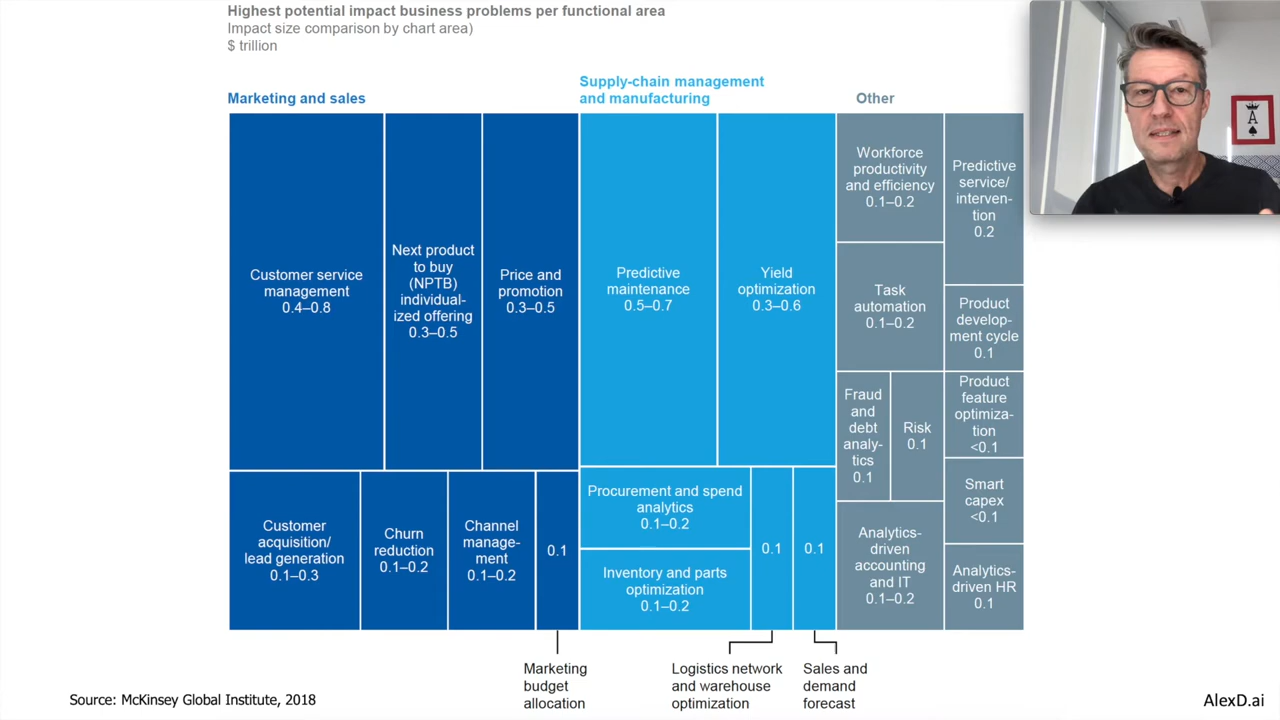 Highest potential impact business problems per functional area
Impact size comparison by chart area)
$ trillion
Marketing and sales
Supply-chain management
and manufacturing
Other
Customer service
management
0.4–0.8
Next product
to buy
(NPTB)
individual-
ized offering
0.3–0.5
Price and
promotion
0.3–0.5
Predictive
maintenance
0.5–0.7
Yield
optimization
0.3–0.6
Workforce
productivity
and efficiency
0.1–0.2
Predictive
service/
interven-
tion
0.2
Task
automation
0.1–0.2
Product
develop-
ment cycle
0.1
Fraud
and
debt
analy-
tics
0.1
Risk
0.1
Product
feature
optimiza-
tion
<0.1
Smart
capex
<0.1
Customer
acquisition/
lead generation
0.1–0.3
Churn
reduction
0.1–0.2
Channel
manage-
ment
0.1–0.2
0.1
Procurement and spend
analytics
0.1–0.2
Inventory and parts
optimization
0.1–0.2
0.1
0.1
Analytics-
driven
accounting
and IT
0.1–0.2
Analytics-
driven HR
0.1
Marketing
budget
allocation
Logistics network
and warehouse
optimization
Sales and
demand
forecast
Source: McKinsey Global Institute, 2018
AlexD.ai
A